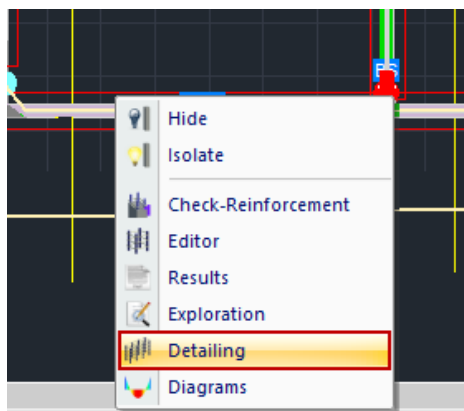 Hide
Isolate
Check-Reinforcement
Editor
Results
Exploration
Detailing
Diagrams